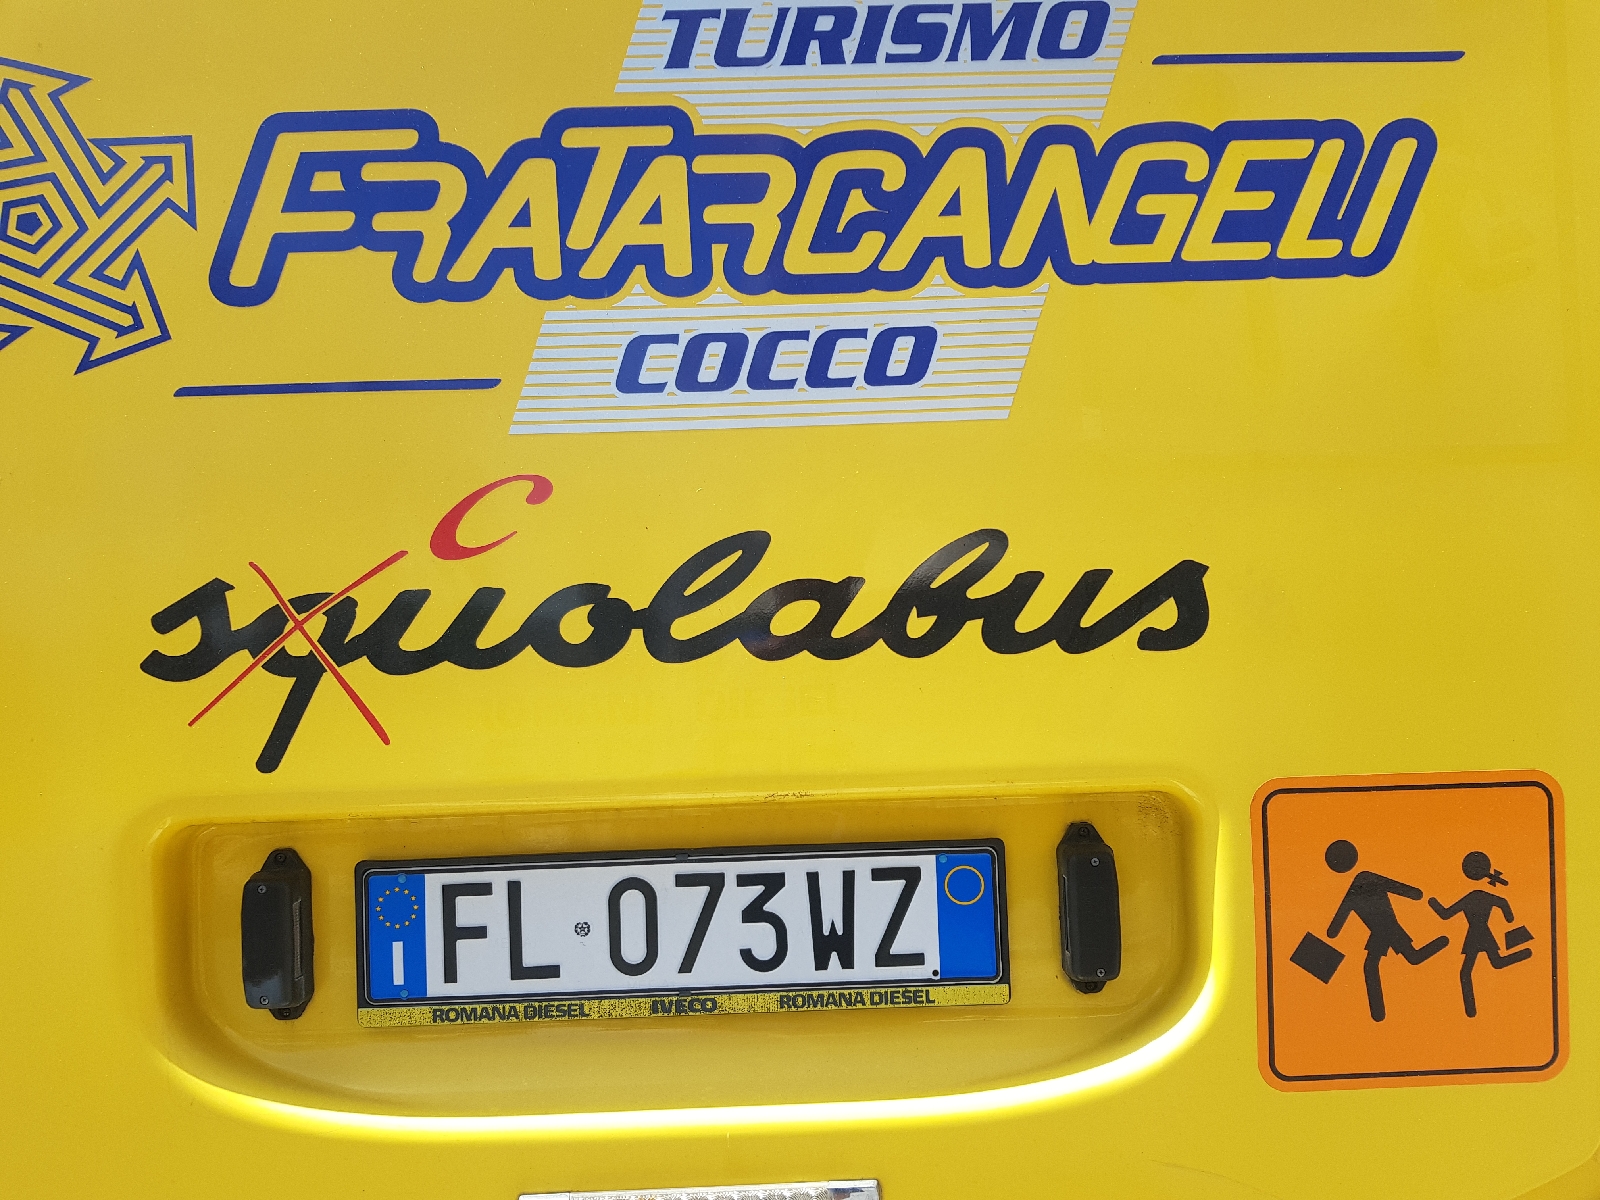 TURISMO
FRATARCANGELI
COCCO
c
squolabus
I FL 073WZ
ROMANA DIESEL IVECO ROMANA DIESEL